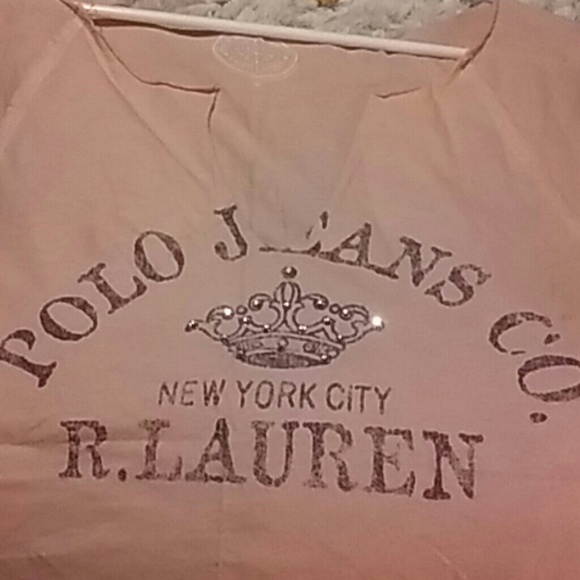 POLO JEANS CO.
NEW YORK CITY
R.LAUREN